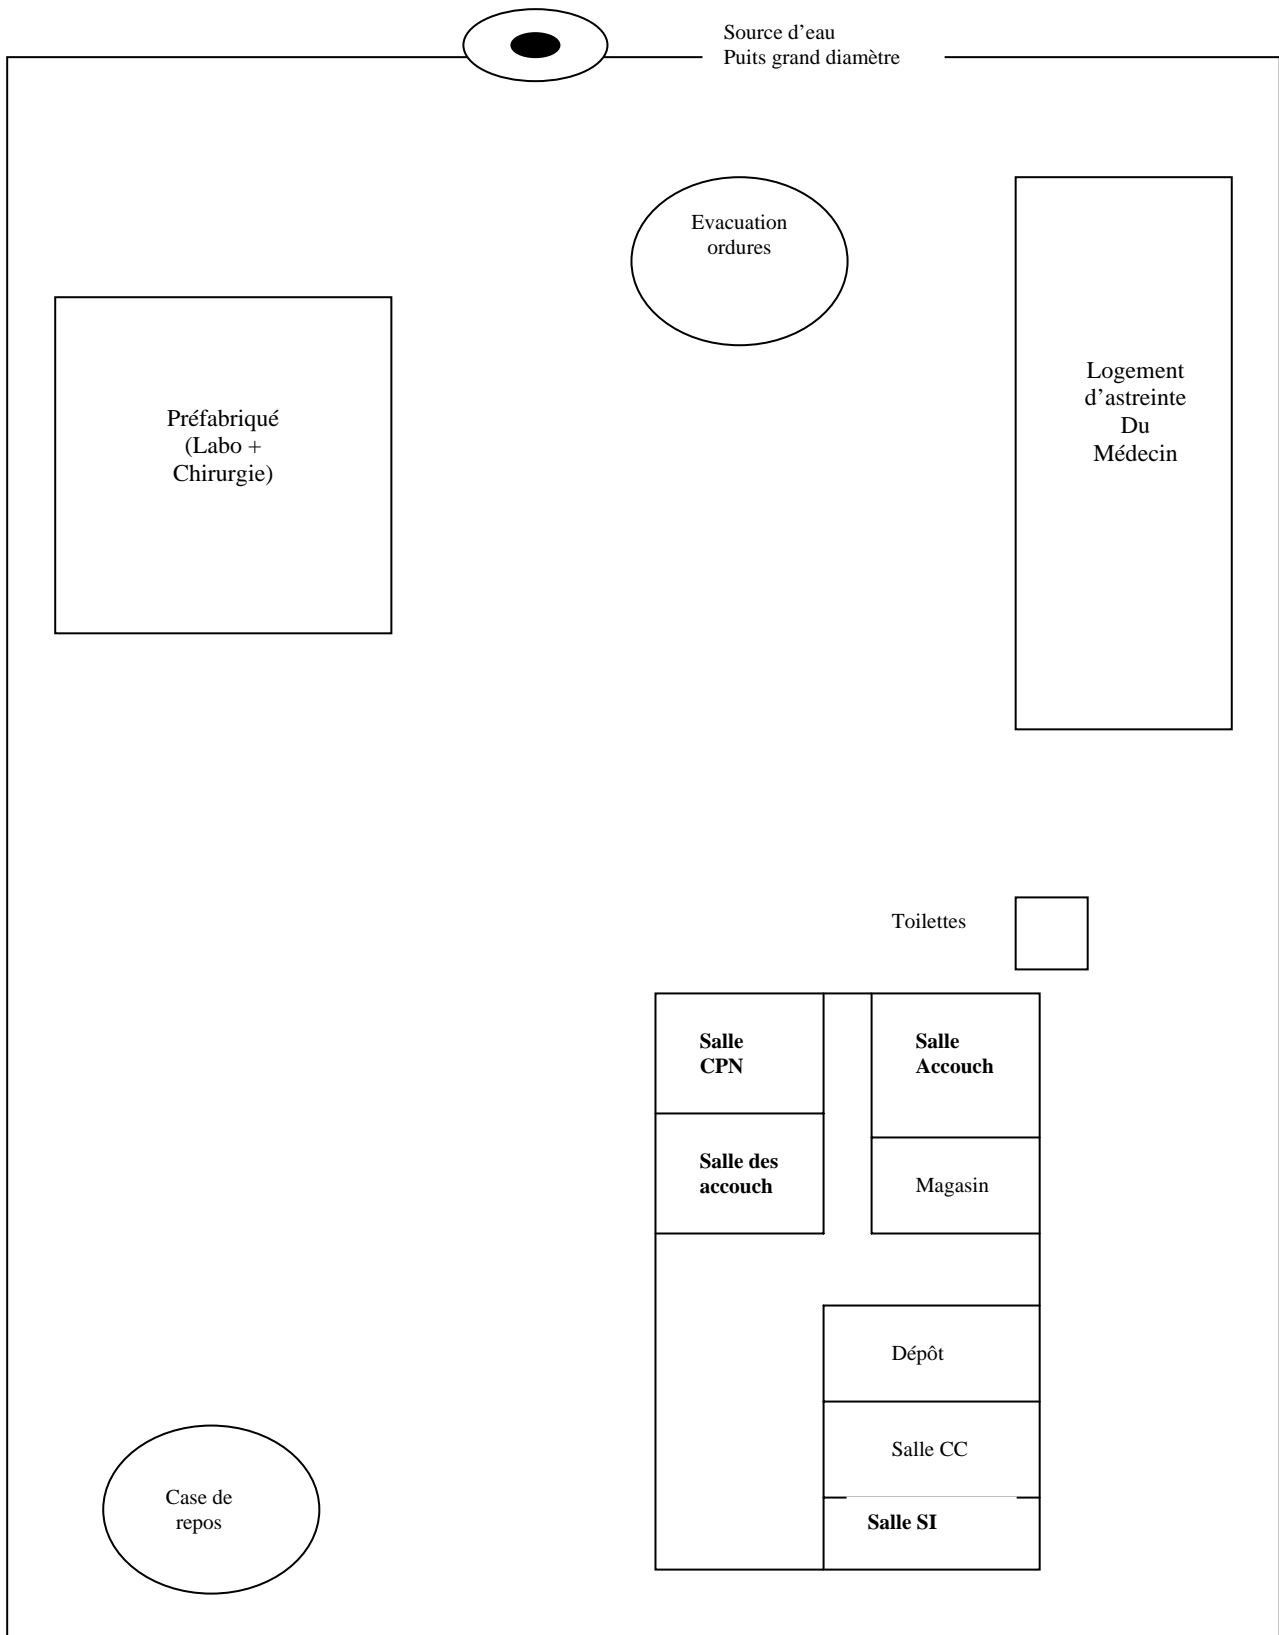 Source d’eau
Puits grand diamètre
Evacuation
ordures
Préfabriqué
(Labo +
Chirurgie)
Logement
d’astreinte
Du
Médecin
Toilettes
Salle
CPN
Salle
Accouch
Salle des
accouch
Magasin
Dépôt
Salle CC
Salle SI
Case de
repos